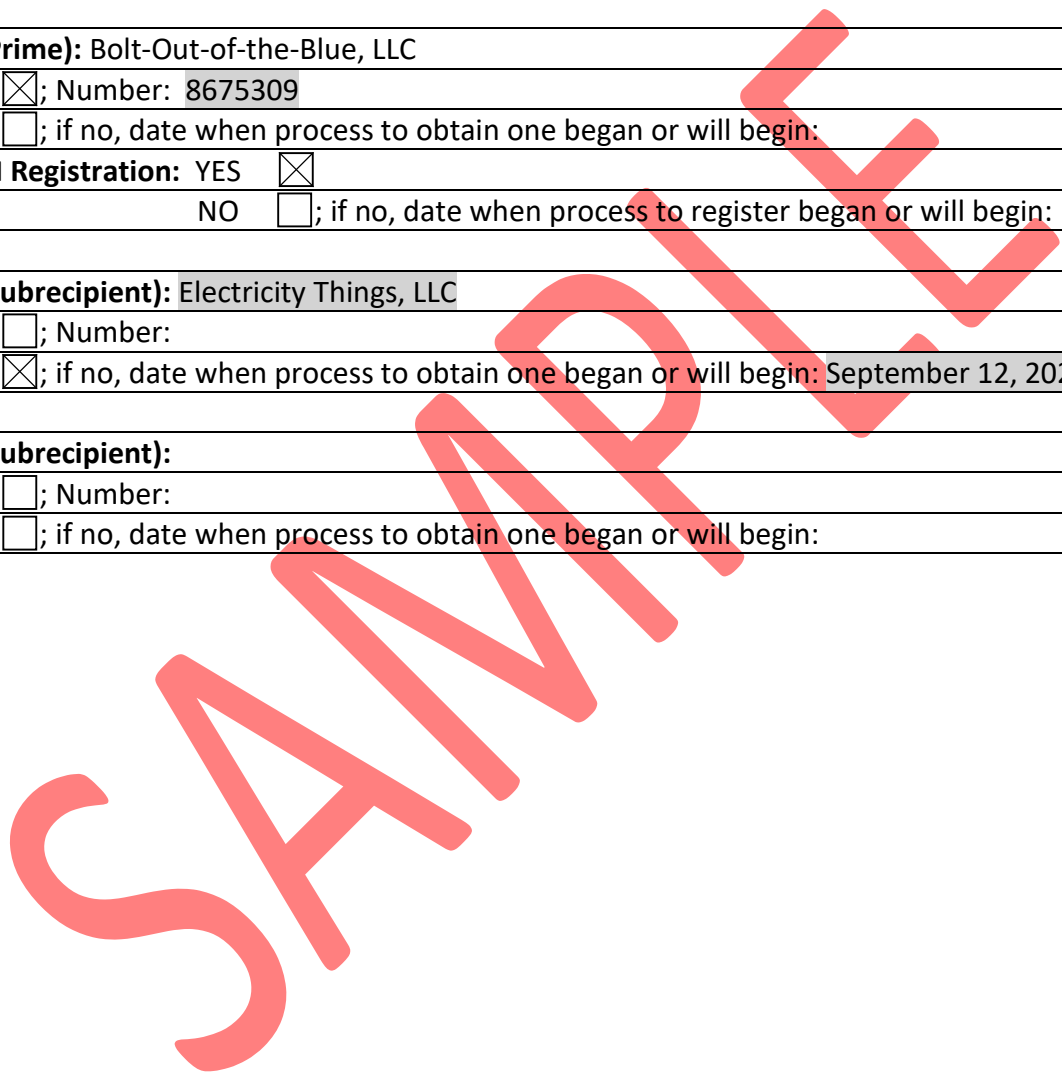 Prime): Bolt-Out-of-the-Blue, LLC
☒; Number: 8675309
☐; if no, date when process to obtain one began or will begin:
Registration: YES ☒
NO ☐; if no, date when process to register began or will begin:
ubrecipient): Electricity Things, LLC
☐; Number:
☒; if no, date when process to obtain one began or will begin: September 12, 202
ubrecipient):
☐; Number:
☐; if no, date when process to obtain one began or will begin:
SAMPLE